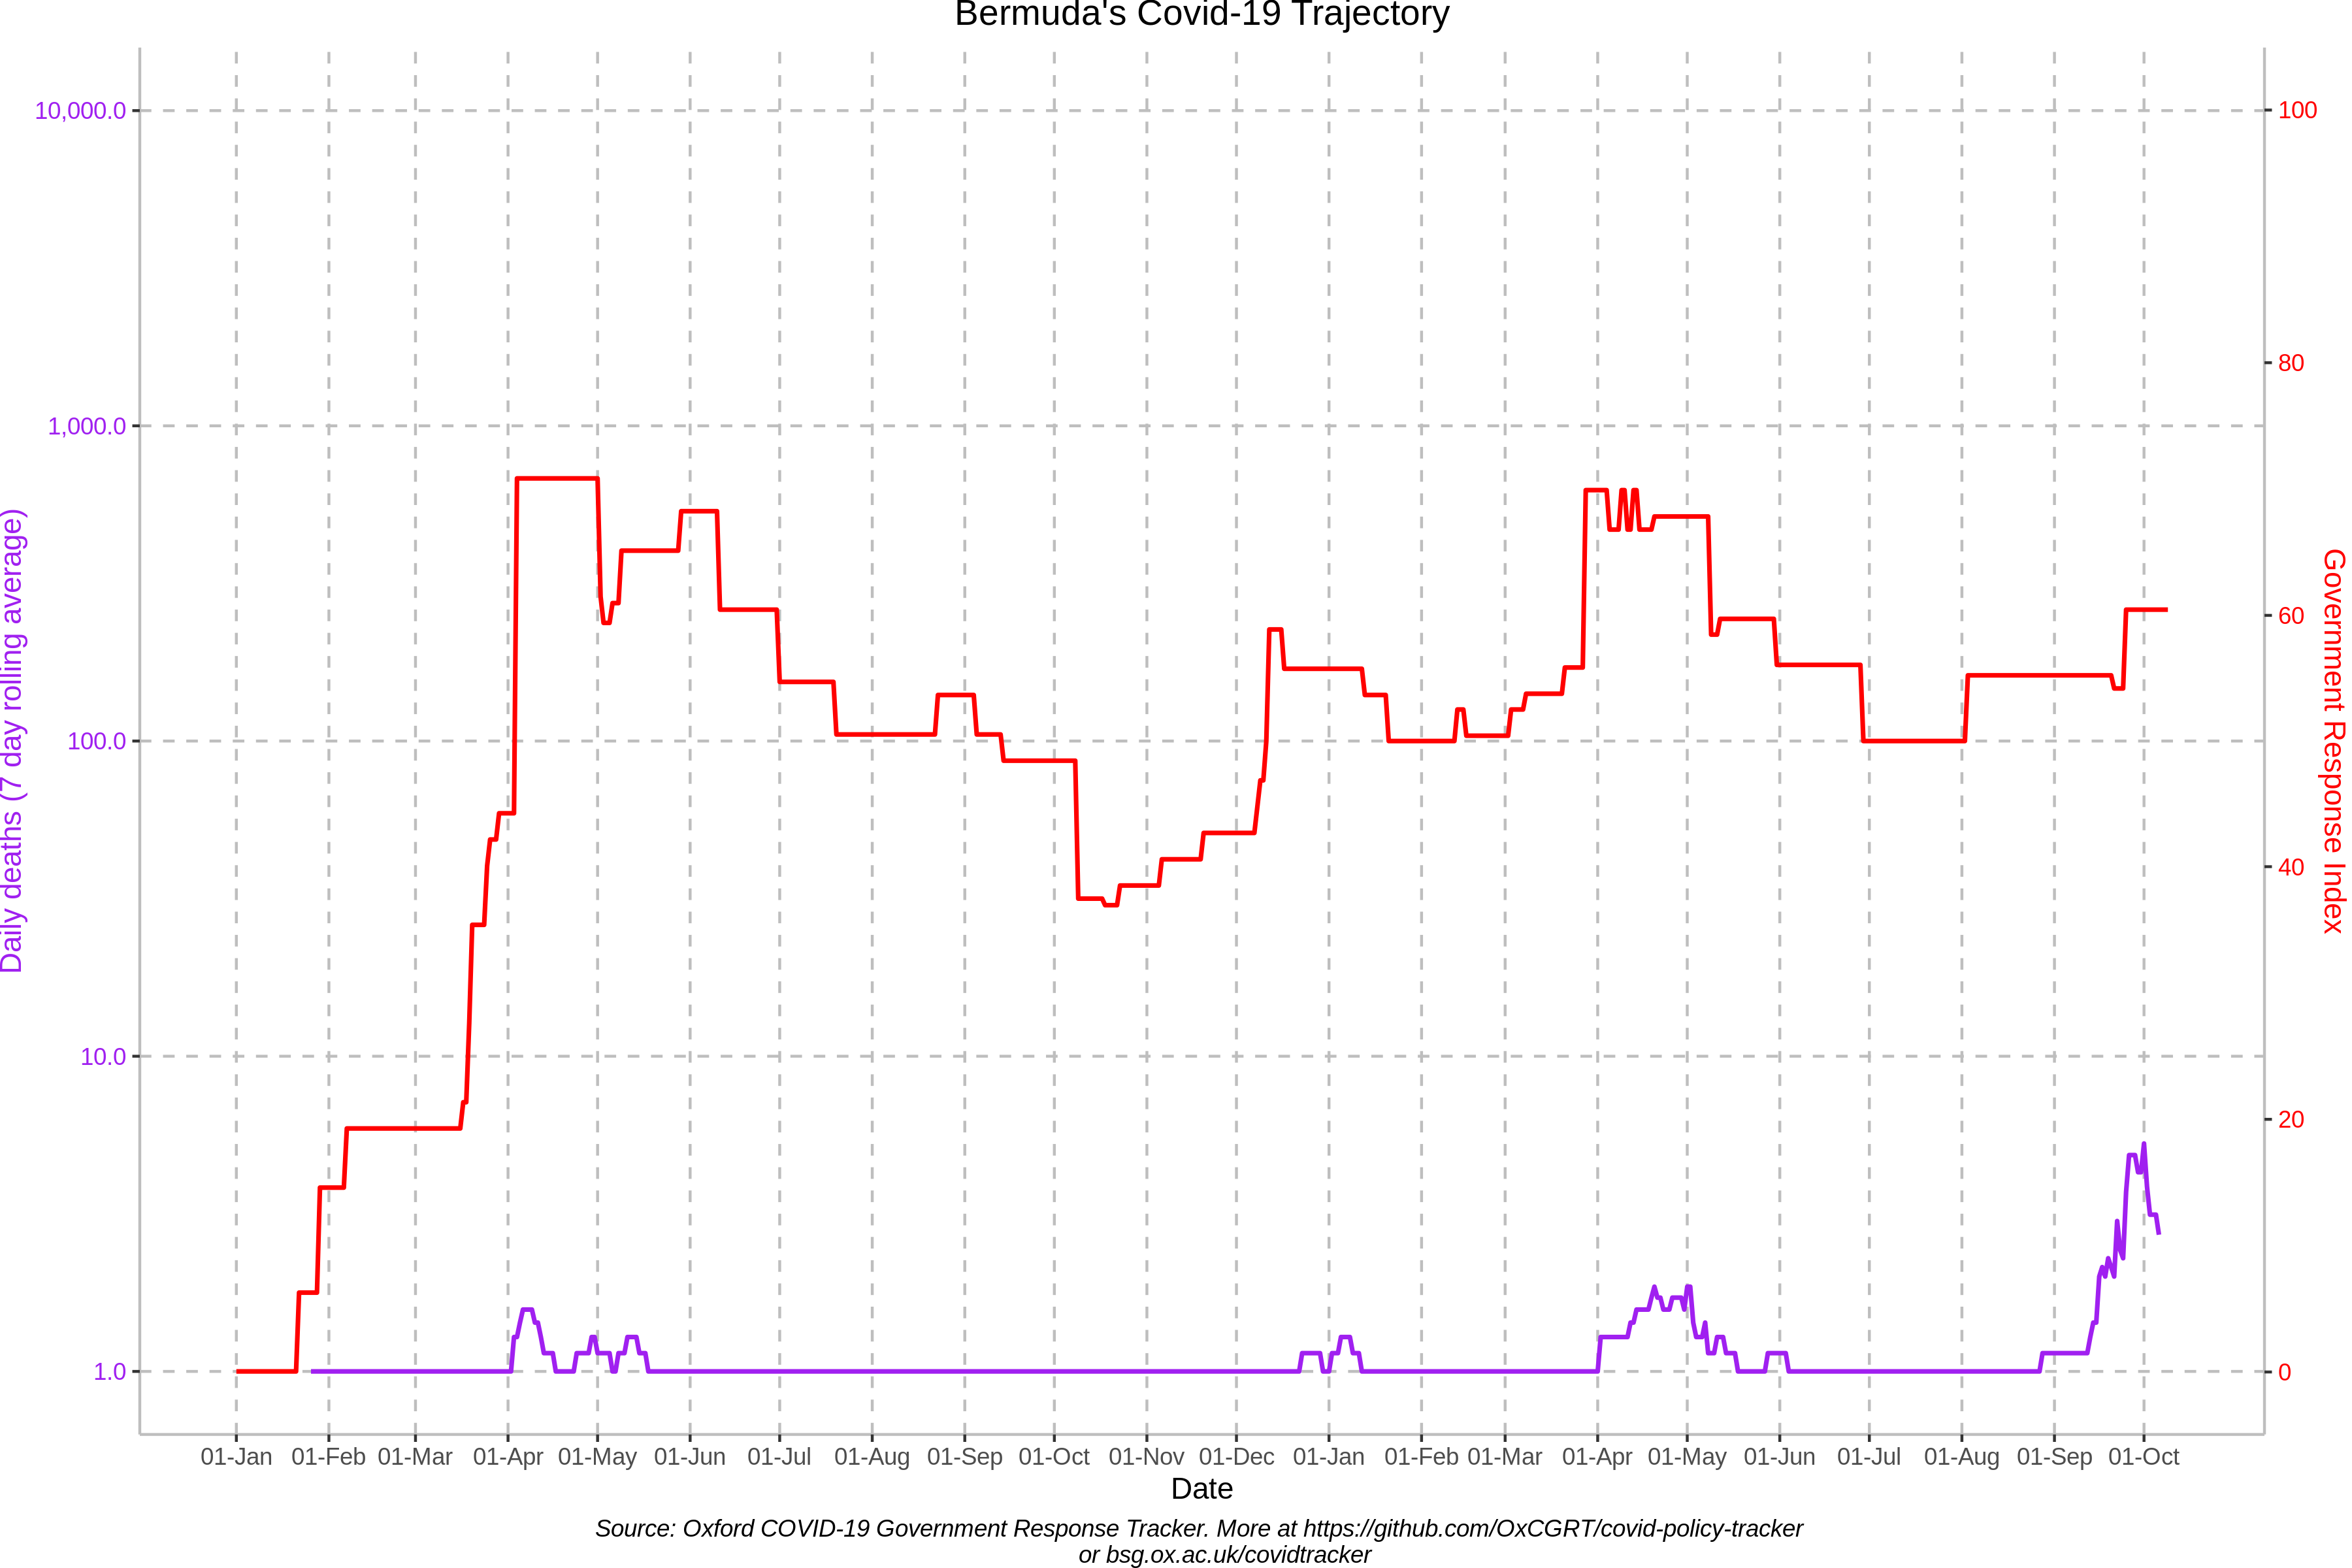 Bermuda's Covid-19 Trajectory
10,000.0
1,000.0
100.0
10.0
1.0
Daily deaths (7 day rolling average)
100
80
60
40
20
0
Government Response Index
01-Jan 01-Feb 01-Mar 01-Apr 01-May 01-Jun 01-Jul 01-Aug 01-Sep 01-Oct 01-Nov 01-Dec 01-Jan 01-Feb 01-Mar 01-Apr 01-May 01-Jun 01-Jul 01-Aug 01-Sep 01-Oct
Date
Source: Oxford COVID-19 Government Response Tracker. More at https://github.com/OxCGRT/covid-policy-tracker
or bsg.ox.ac.uk/covidtracker